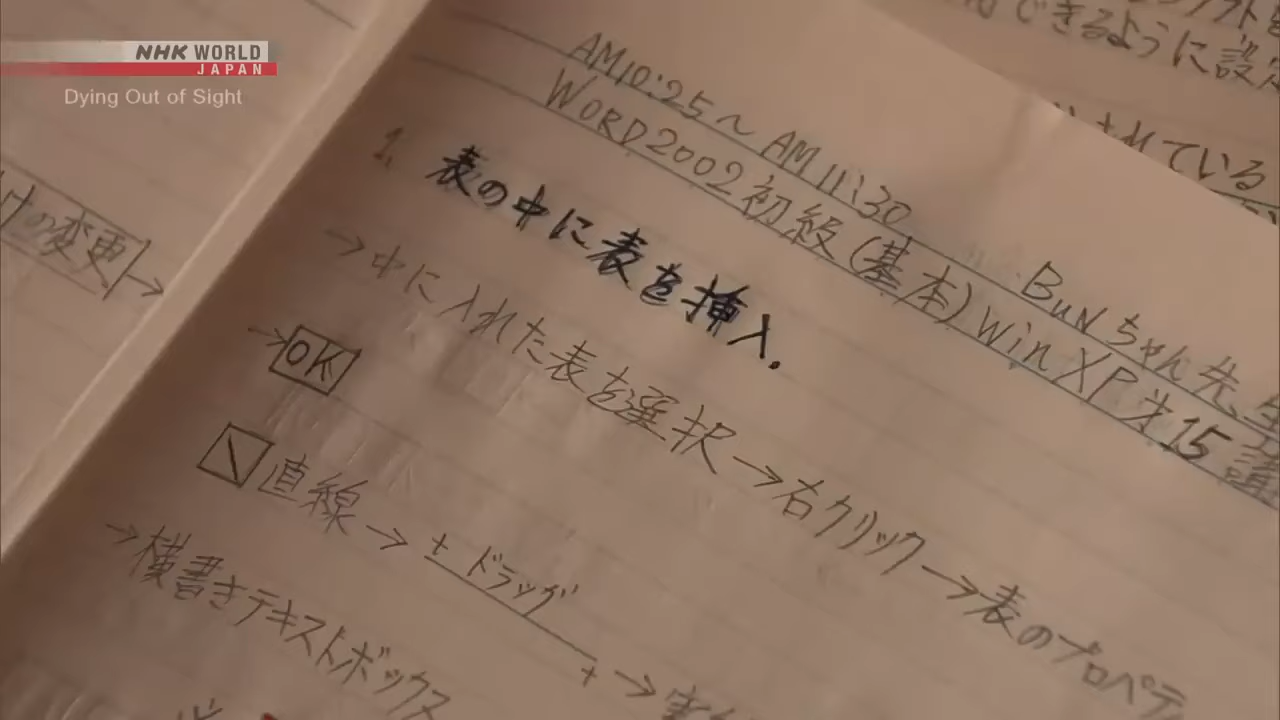 NHK WORLD
JAPAN
Dying Out of Sight
できるように設定
されている
けの変更→
AM10:25~AM11:30
BUNちゃん先生
WORD2002初級(基本)WinXP 第15講
1. 表の中に表を挿入.
→中に入れた表を選択→右クリック→表のプロペテ
→OK
\直線→+ドラッグ+→
→横書きテキストボックス